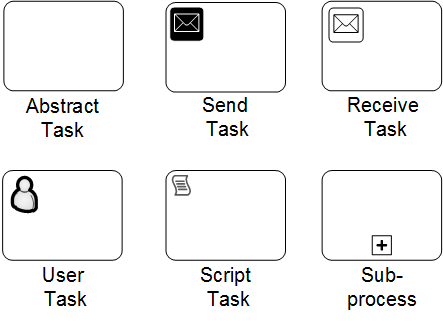 Abstract
Task
Send
Task
Receive
Task
User
Task
Script
Task
Sub-
process